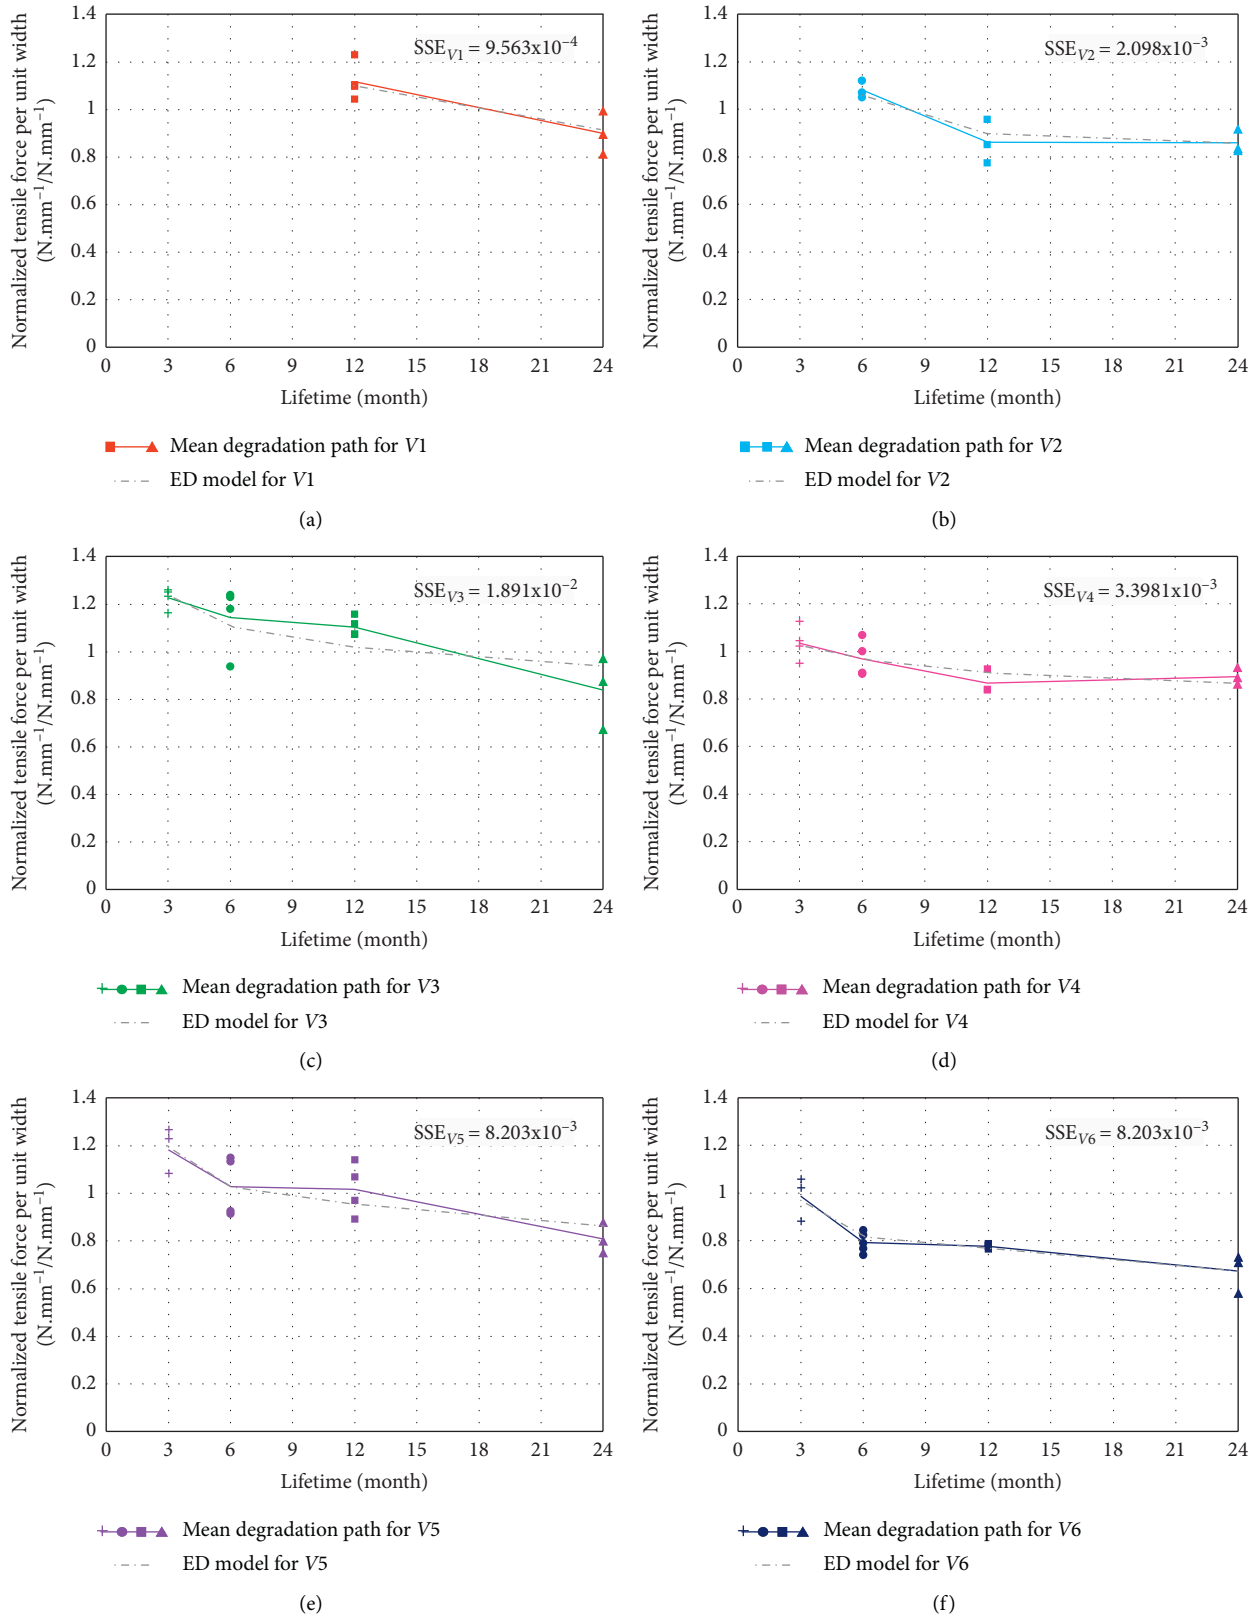 Normalized tensile force per unit width
(N.mm⁻¹/N.mm⁻¹)
1.4
1.2
1
0.8
0.6
0.4
0.2
0
SSE_V1 = 9.563x10⁻⁴
0 3 6 9 12 15 18 21 24
Lifetime (month)
Mean degradation path for V1
ED model for V1
(a)
Normalized tensile force per unit width
(N.mm⁻¹/N.mm⁻¹)
1.4
1.2
1
0.8
0.6
0.4
0.2
0
SSE_V2 = 2.098x10⁻³
0 3 6 9 12 15 18 21 24
Lifetime (month)
Mean degradation path for V2
ED model for V2
(b)
Normalized tensile force per unit width
(N.mm⁻¹/N.mm⁻¹)
1.4
1.2
1
0.8
0.6
0.4
0.2
0
SSE_V3 = 1.891x10⁻²
0 3 6 9 12 15 18 21 24
Lifetime (month)
Mean degradation path for V3
ED model for V3
(c)
Normalized tensile force per unit width
(N.mm⁻¹/N.mm⁻¹)
1.4
1.2
1
0.8
0.6
0.4
0.2
0
SSE_V4 = 3.3981x10⁻³
0 3 6 9 12 15 18 21 24
Lifetime (month)
Mean degradation path for V4
ED model for V4
(d)
Normalized tensile force per unit width
(N.mm⁻¹/N.mm⁻¹)
1.4
1.2
1
0.8
0.6
0.4
0.2
0
SSE_V5 = 8.203x10⁻³
0 3 6 9 12 15 18 21 24
Lifetime (month)
Mean degradation path for V5
ED model for V5
(e)
Normalized tensile force per unit width
(N.mm⁻¹/N.mm⁻¹)
1.4
1.2
1
0.8
0.6
0.4
0.2
0
SSE_V6 = 8.203x10⁻³
0 3 6 9 12 15 18 21 24
Lifetime (month)
Mean degradation path for V6
ED model for V6
(f)